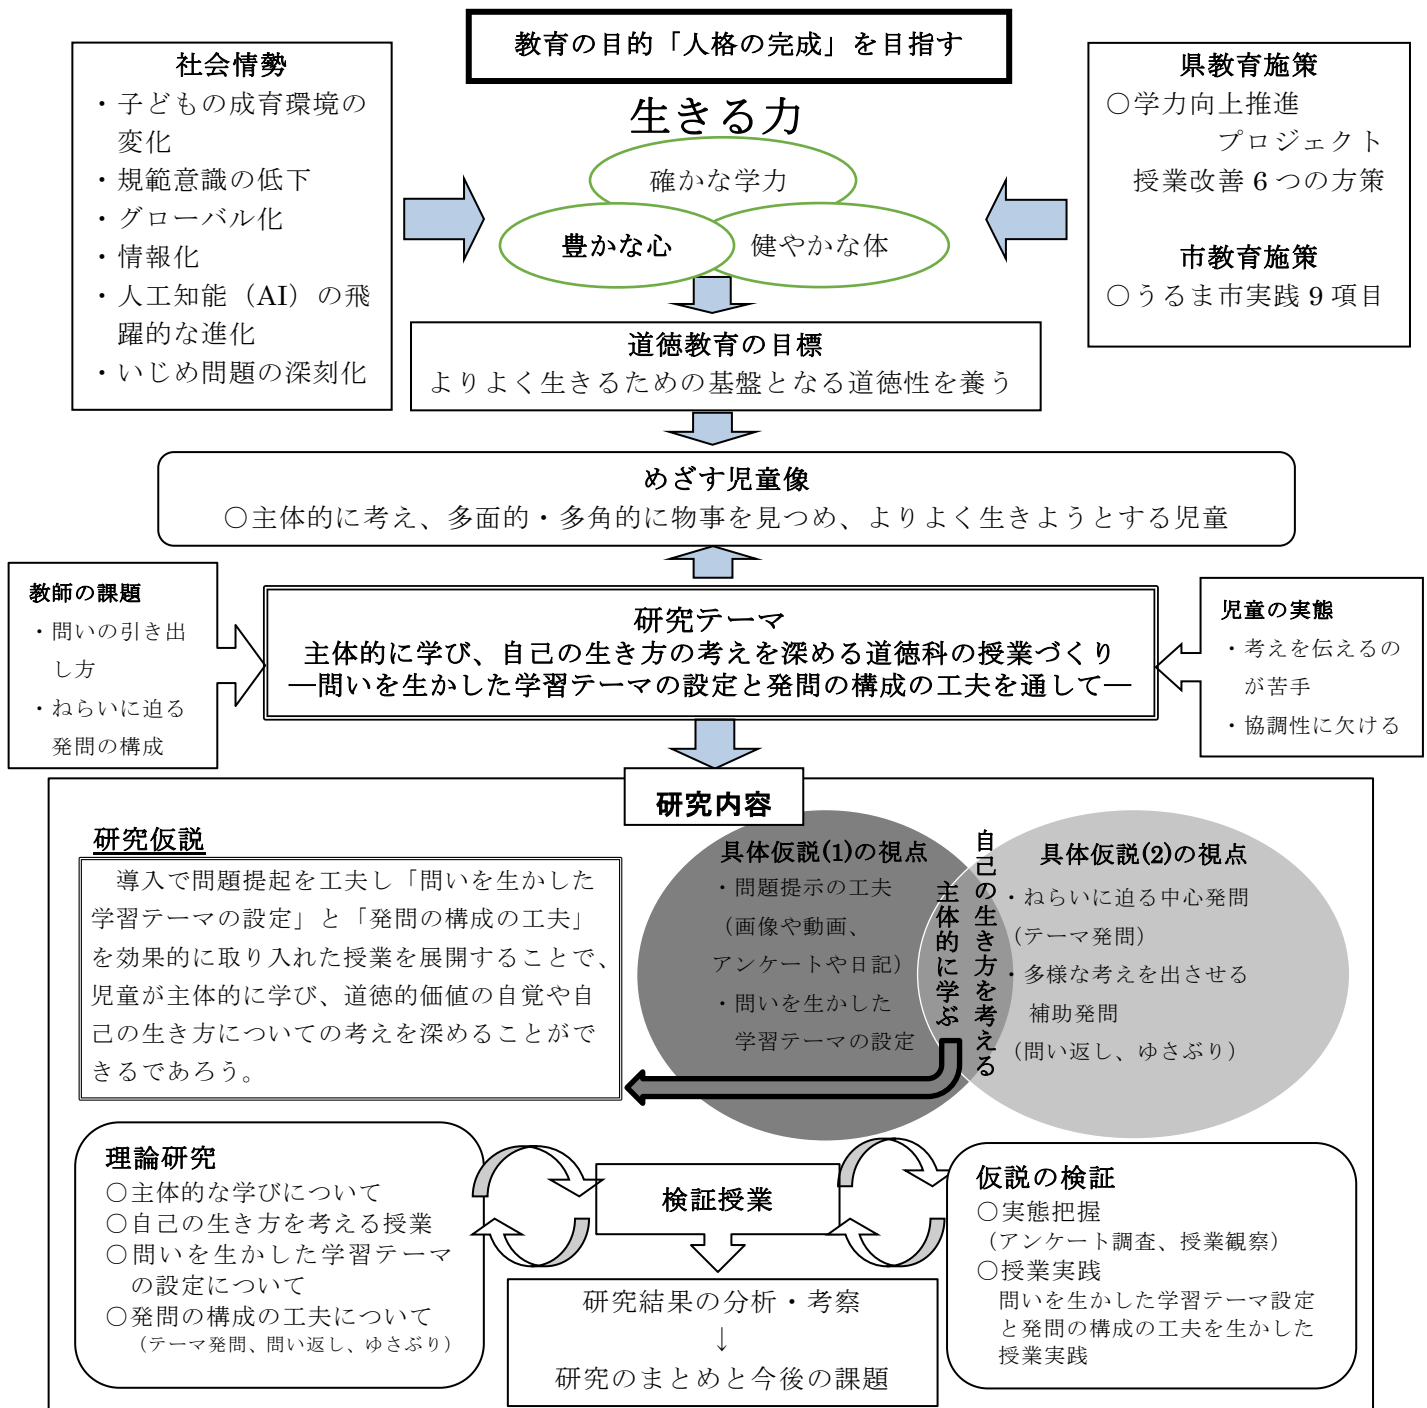 教育の目的「人格の完成」を目指す
社会情勢
・子どもの成育環境の
変化
・規範意識の低下
・グローバル化
・情報化
・人工知能（AI）の飛
躍的な進化
・いじめ問題の深刻化
生きる力
確かな学力
豊かな心
健やかな体
県教育施策
○学力向上推進
プロジェクト
授業改善 6 つの方策
市教育施策
○うるま市実践 9 項目
道徳教育の目標
よりよく生きるための基盤となる道徳性を養う
めざす児童像
○主体的に考え、多面的・多角的に物事を見つめ、よりよく生きようとする児童
教師の課題
・問いの引き出
し方
・ねらいに迫る
発問の構成
研究テーマ
主体的に学び、自己の生き方の考えを深める道徳科の授業づくり
―問いを生かした学習テーマの設定と発問の構成の工夫を通して―
児童の実態
・考えを伝えるの
が苦手
・協調性に欠ける
研究内容
研究仮説
導入で問題提起を工夫し「問いを生かした
学習テーマの設定」と「発問の構成の工夫」
を効果的に取り入れた授業を展開することで、
児童が主体的に学び、道徳的価値の自覚や自
己の生き方についての考えを深めることがで
きるであろう。
具体仮説(1)の視点
・問題提示の工夫
（画像や動画、
アンケートや日記）
・問いを生かした
学習テーマの設定
自己の生き方を考える
主体的に学ぶ
具体仮説(2)の視点
・ねらいに迫る中心発問
（テーマ発問）
・多様な考えを出させる
補助発問
（問い返し、ゆさぶり）
理論研究
○主体的な学びについて
○自己の生き方を考える授業
○問いを生かした学習テーマ
の設定について
○発問の構成の工夫について
（テーマ発問、問い返し、ゆさぶり）
検証授業
研究結果の分析・考察
↓
研究のまとめと今後の課題
仮説の検証
○実態把握
（アンケート調査、授業観察）
○授業実践
問いを生かした学習テーマ設定
と発問の構成の工夫を生かした
授業実践